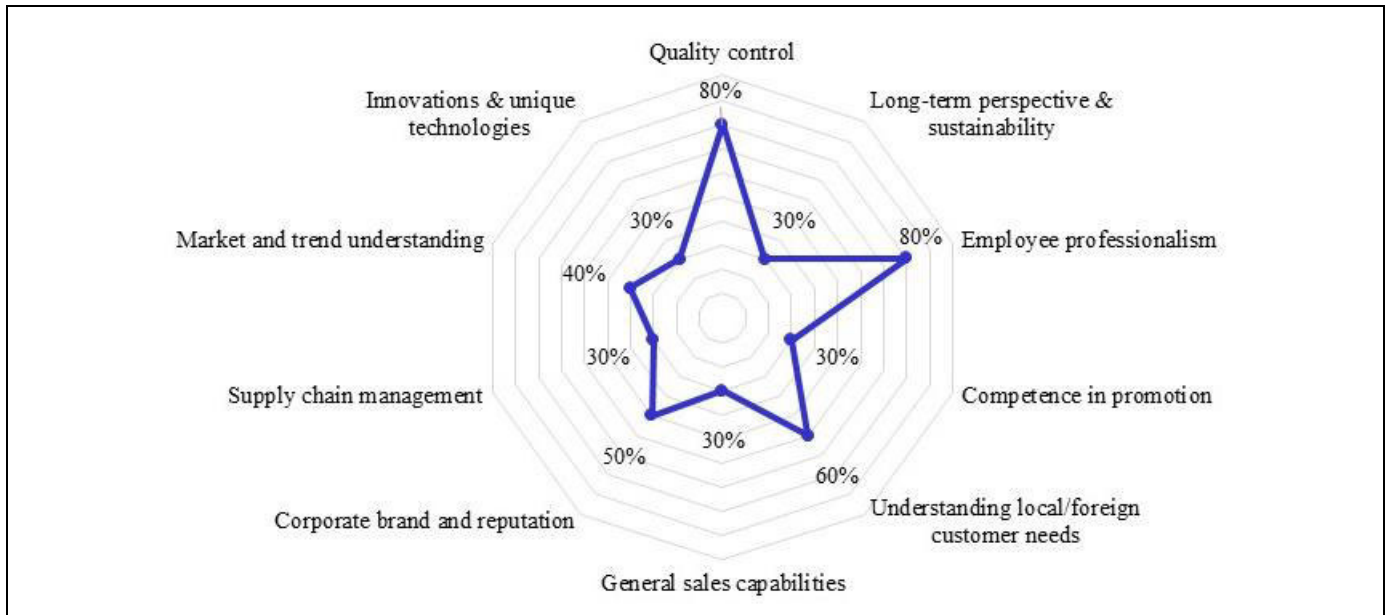 Quality control
80%
Innovations & unique
technologies
Long-term perspective &
sustainability
30%
30%
Market and trend understanding
80%
Employee professionalism
40%
30%
30%
Supply chain management
Competence in promotion
30%
50%
60%
Corporate brand and reputation
Understanding local/foreign
customer needs
General sales capabilities